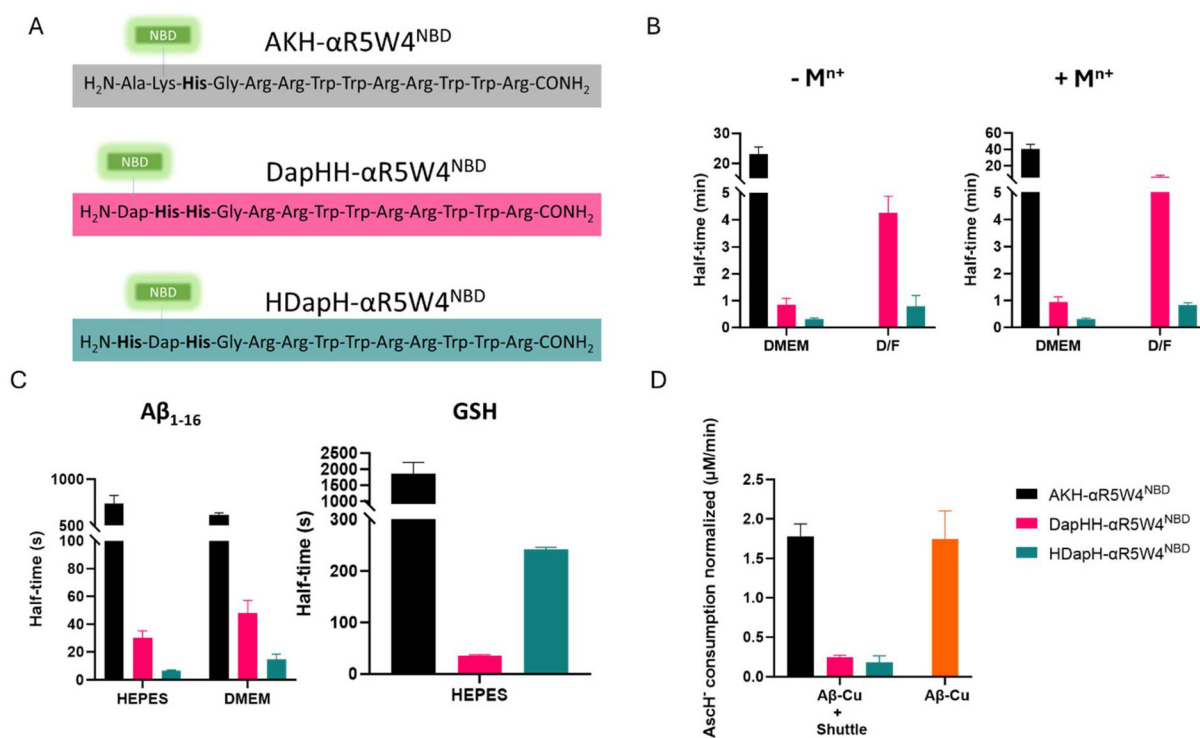 A
NBD
AKH-αR5W4NBD
H2N-Ala-Lys-His-Gly-Arg-Arg-Trp-Trp-Arg-Arg-Trp-Trp-Arg-CONH2
NBD
DapHH-αR5W4NBD
H2N-Dap-His-His-Gly-Arg-Arg-Trp-Trp-Arg-Arg-Trp-Trp-Arg-CONH2
NBD
HDapH-αR5W4NBD
H2N-His-Dap-His-Gly-Arg-Arg-Trp-Trp-Arg-Arg-Trp-Trp-Arg-CONH2
B
- Mn+
Half-time (min)
30
20
5
4
3
2
1
0
DMEM D/F
+ Mn+
Half-time (min)
60
40
20
5
4
3
2
1
0
DMEM D/F
C
Aβ1-16
Half-time (s)
1000
500
100
80
60
40
20
0
HEPES DMEM
GSH
Half-time (s)
2500
2000
1500
1000
300
200
100
0
HEPES
D
AscH- consumption normalized (µM/min)
2.5
2.0
1.5
1.0
0.5
0.0
Aβ-Cu
+
Shuttle
Aβ-Cu
AKH-αR5W4NBD
DapHH-αR5W4NBD
HDapH-αR5W4NBD